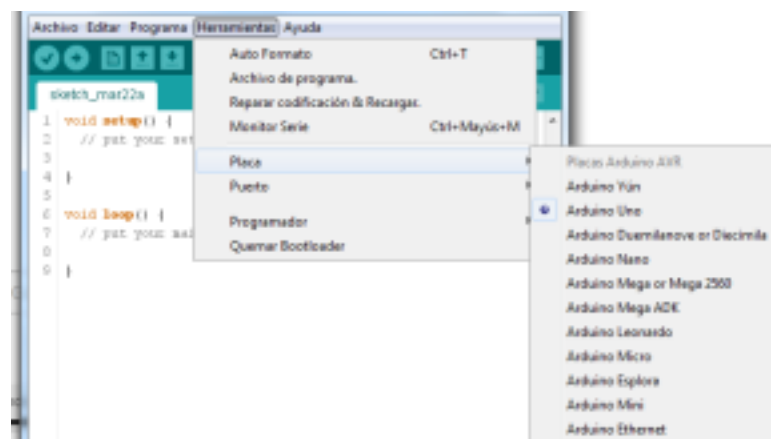 Archivo Editar Programa Herramientas Ayuda
sketch_mar22a
1 void setup() {
2 // put your set
3
4 }
5
6 void loop() {
7 // put your mai
8
9 }
Auto Formato Ctrl+T
Archivo de programa.
Reparar codificación & Recargar.
Monitor Serie Ctrl+Mayús+M
Placa
Puerto
Programador
Quemar Bootloader
Placas Arduino AVR
Arduino Yún
Arduino Uno
Arduino Duemilanove or Diecimila
Arduino Nano
Arduino Mega or Mega 2560
Arduino Mega ADK
Arduino Leonardo
Arduino Micro
Arduino Esplora
Arduino Mini
Arduino Ethernet